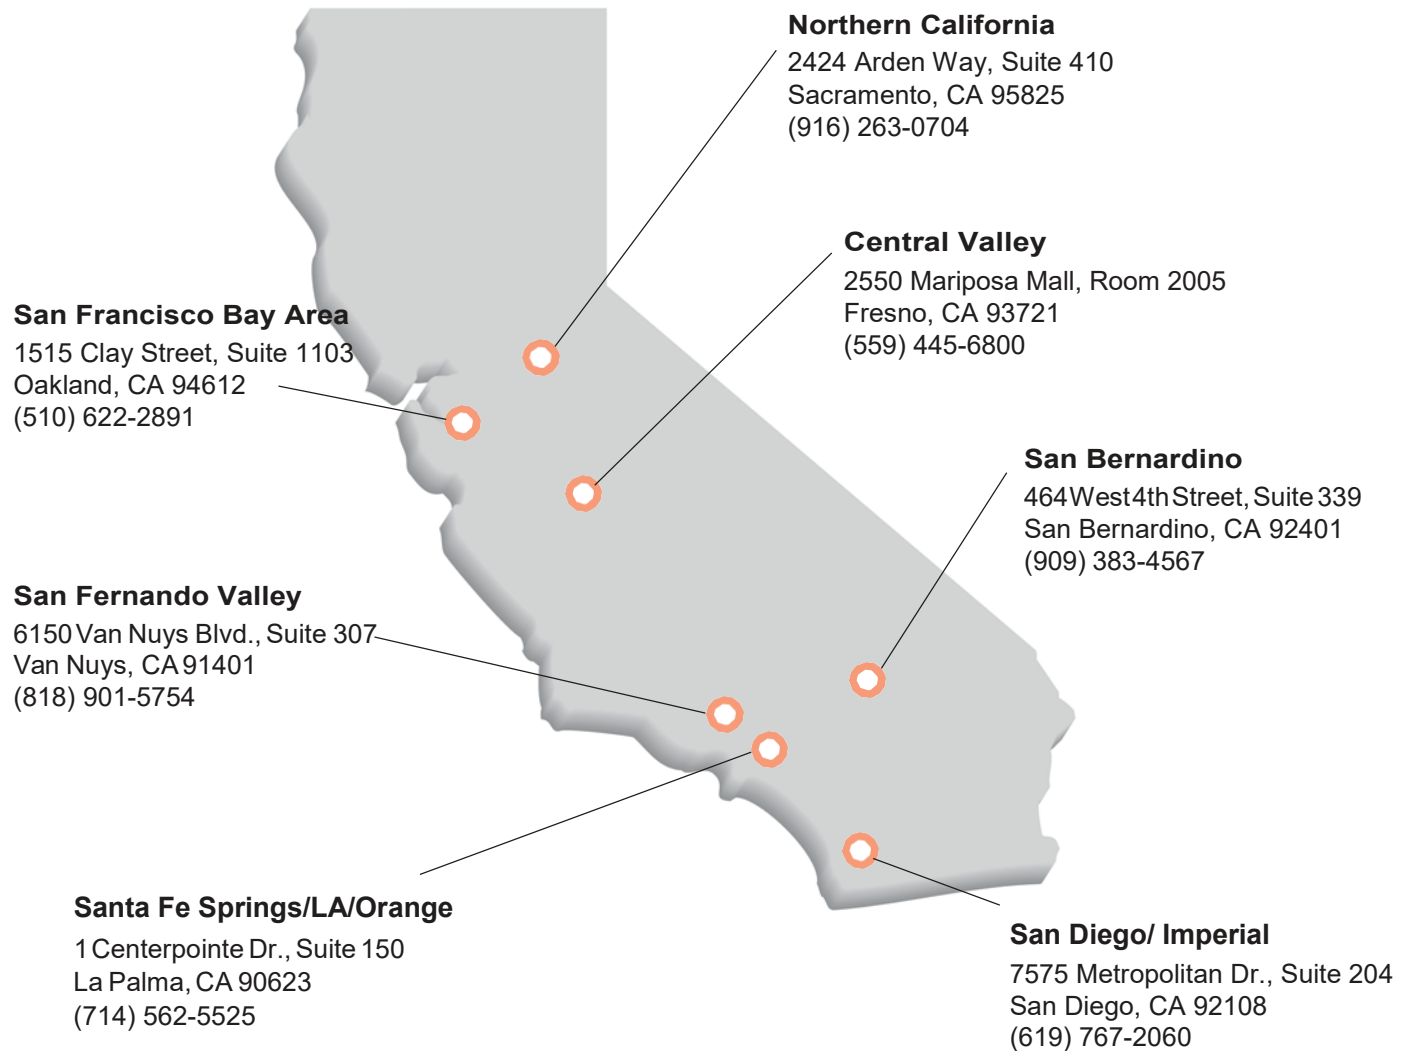 Northern California
2424 Arden Way, Suite 410
Sacramento, CA 95825
(916) 263-0704
Central Valley
2550 Mariposa Mall, Room 2005
Fresno, CA 93721
(559) 445-6800
San Francisco Bay Area
1515 Clay Street, Suite 1103
Oakland, CA 94612
(510) 622-2891
San Bernardino
464 West 4th Street, Suite 339
San Bernardino, CA 92401
(909) 383-4567
San Fernando Valley
6150 Van Nuys Blvd., Suite 307
Van Nuys, CA 91401
(818) 901-5754
Santa Fe Springs/LA/Orange
1 Centerpointe Dr., Suite 150
La Palma, CA 90623
(714) 562-5525
San Diego/ Imperial
7575 Metropolitan Dr., Suite 204
San Diego, CA 92108
(619) 767-2060